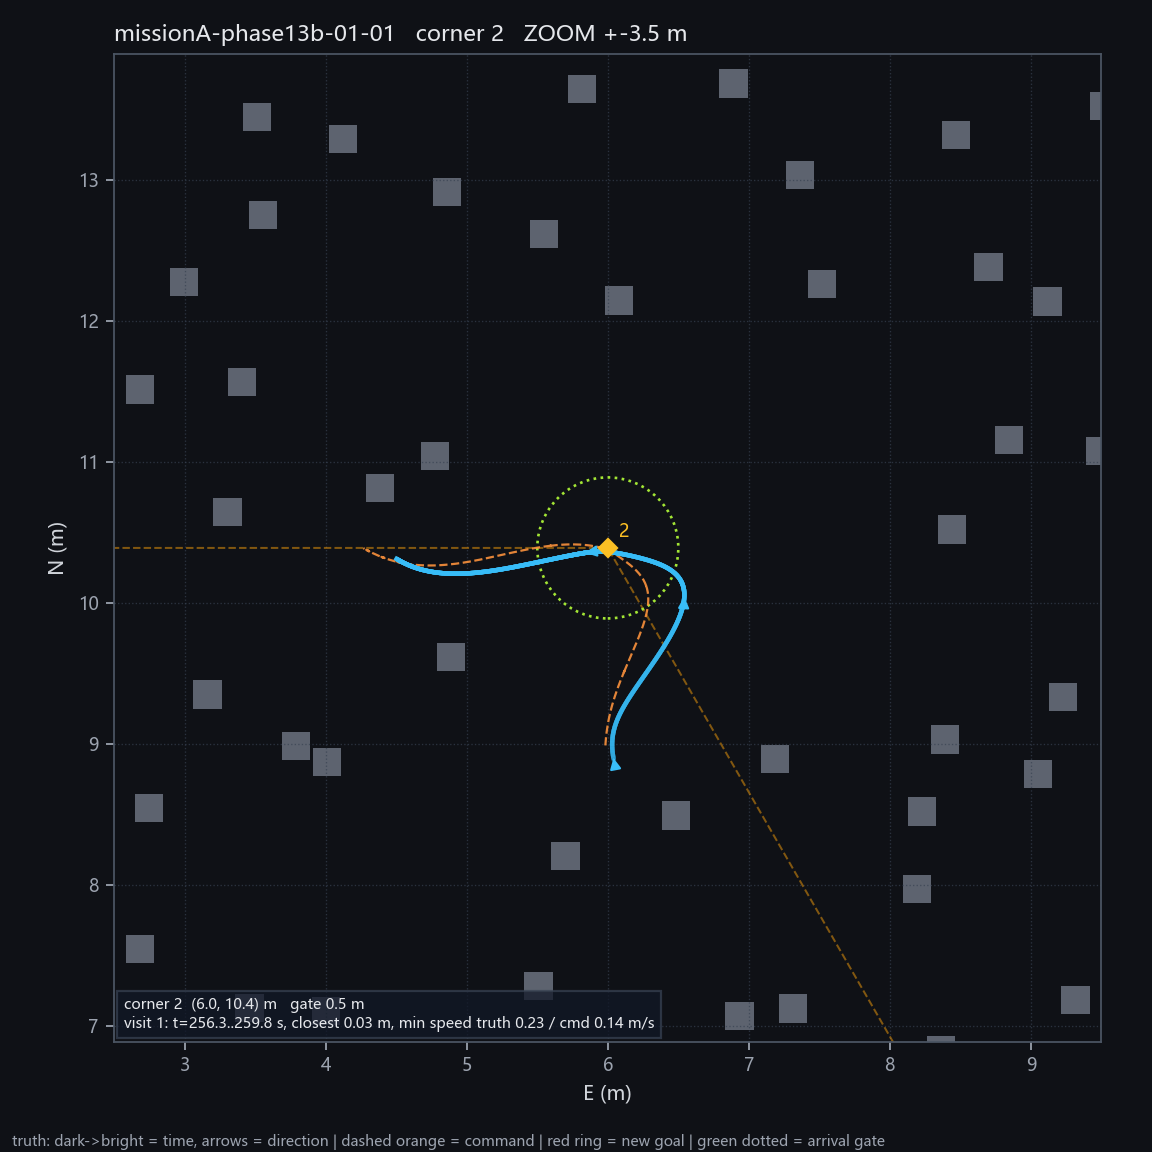 missionA-phase13b-01-01 corner 2 ZOOM +-3.5 m
13
12
11
10
9
8
7
N (m)
2
corner 2 (6.0, 10.4) m gate 0.5 m
visit 1: t=256.3..259.8 s, closest 0.03 m, min speed truth 0.23 / cmd 0.14 m/s
3 4 5 6 7 8 9
E (m)
truth: dark->bright = time, arrows = direction | dashed orange = command | red ring = new goal | green dotted = arrival gate